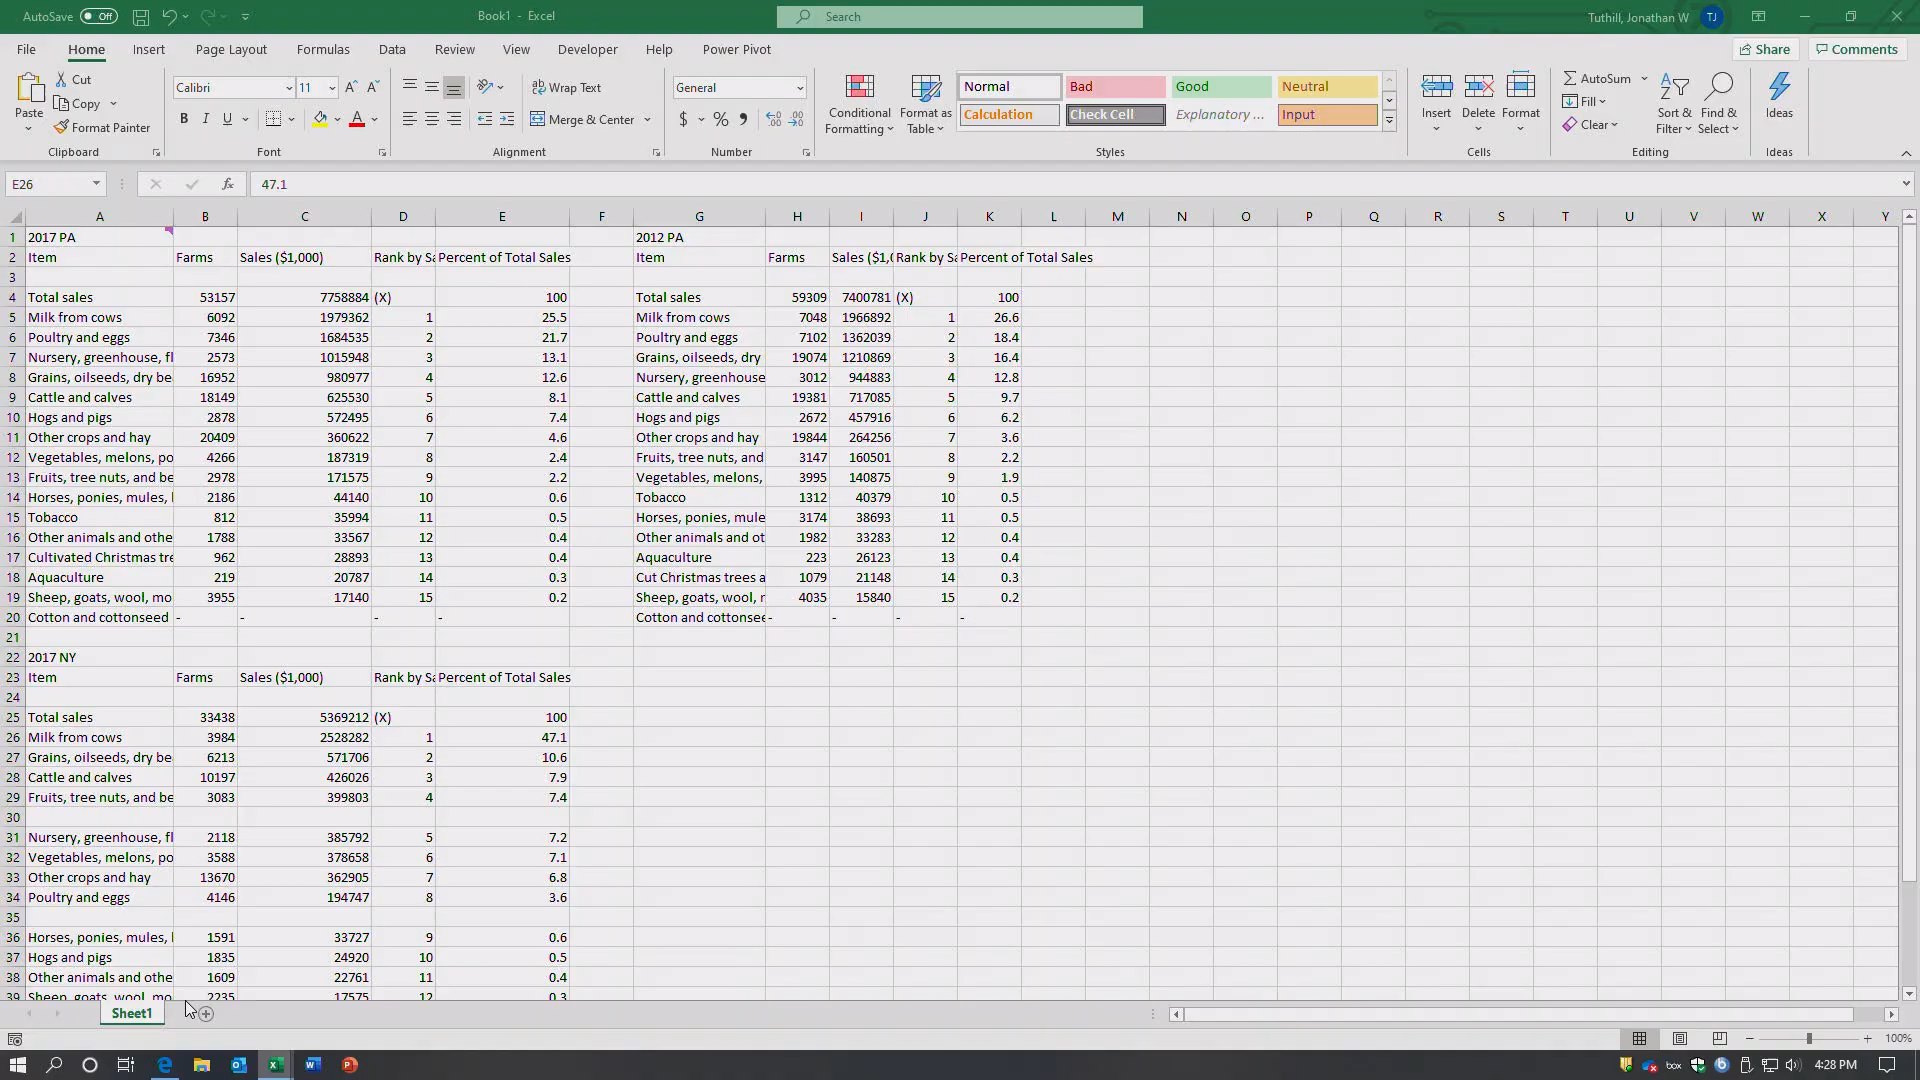 AutoSave Off Book1 - Excel Search Tuthill, Jonathan W TJ
File Home Insert Page Layout Formulas Data Review View Developer Help Power Pivot Share Comments
Paste Cut Copy Format Painter Clipboard
Calibri 11 B I U A Font
Wrap Text Merge & Center Alignment
General $ % Number
Conditional Formatting Format as Table Normal Bad Good Neutral Calculation Check Cell Explanatory ... Input Styles
Insert Delete Format Cells
AutoSum Fill Clear Sort & Filter Find & Select Editing
Ideas Ideas
E26 fx 47.1
A B C D E F G H I J K L M N O P Q R S T U V W X Y
1 2017 PA 2012 PA
2 Item Farms Sales ($1,000) Rank by Sa Percent of Total Sales Item Farms Sales ($1,0 Rank by Sa Percent of Total Sales
3
4 Total sales 53157 7758884 (X) 100 Total sales 59309 7400781 (X) 100
5 Milk from cows 6092 1979362 1 25.5 Milk from cows 7048 1966892 1 26.6
6 Poultry and eggs 7346 1684535 2 21.7 Poultry and eggs 7102 1362039 2 18.4
7 Nursery, greenhouse, fl 2573 1015948 3 13.1 Grains, oilseeds, dry 19074 1210869 3 16.4
8 Grains, oilseeds, dry be 16952 980977 4 12.6 Nursery, greenhouse 3012 944883 4 12.8
9 Cattle and calves 18149 625530 5 8.1 Cattle and calves 19381 717085 5 9.7
10 Hogs and pigs 2878 572495 6 7.4 Hogs and pigs 2672 457916 6 6.2
11 Other crops and hay 20409 360622 7 4.6 Other crops and hay 19844 264256 7 3.6
12 Vegetables, melons, po 4266 187319 8 2.4 Fruits, tree nuts, and 3147 160501 8 2.2
13 Fruits, tree nuts, and be 2978 171575 9 2.2 Vegetables, melons, 3995 140875 9 1.9
14 Horses, ponies, mules, 2186 44140 10 0.6 Tobacco 1312 40379 10 0.5
15 Tobacco 812 35994 11 0.5 Horses, ponies, mule 3174 38693 11 0.5
16 Other animals and othe 1788 33567 12 0.4 Other animals and ot 1982 33283 12 0.4
17 Cultivated Christmas tre 962 28893 13 0.4 Aquaculture 223 26123 13 0.4
18 Aquaculture 219 20787 14 0.3 Cut Christmas trees a 1079 21148 14 0.3
19 Sheep, goats, wool, mo 3955 17140 15 0.2 Sheep, goats, wool, 4035 15840 15 0.2
20 Cotton and cottonseed - - - - Cotton and cottonsee - - - -
21
22 2017 NY
23 Item Farms Sales ($1,000) Rank by Sa Percent of Total Sales
24
25 Total sales 33438 5369212 (X) 100
26 Milk from cows 3984 2528282 1 47.1
27 Grains, oilseeds, dry be 6213 571706 2 10.6
28 Cattle and calves 10197 426026 3 7.9
29 Fruits, tree nuts, and be 3083 399803 4 7.4
30
31 Nursery, greenhouse, fl 2118 385792 5 7.2
32 Vegetables, melons, po 3588 378658 6 7.1
33 Other crops and hay 13670 362905 7 6.8
34 Poultry and eggs 4146 194747 8 3.6
35
36 Horses, ponies, mules, 1591 33727 9 0.6
37 Hogs and pigs 1835 24920 10 0.5
38 Other animals and othe 1609 22761 11 0.4
39 Sheep, goats, wool, mo 2235 17575 12 0.3
Sheet1
100%
box 4:28 PM